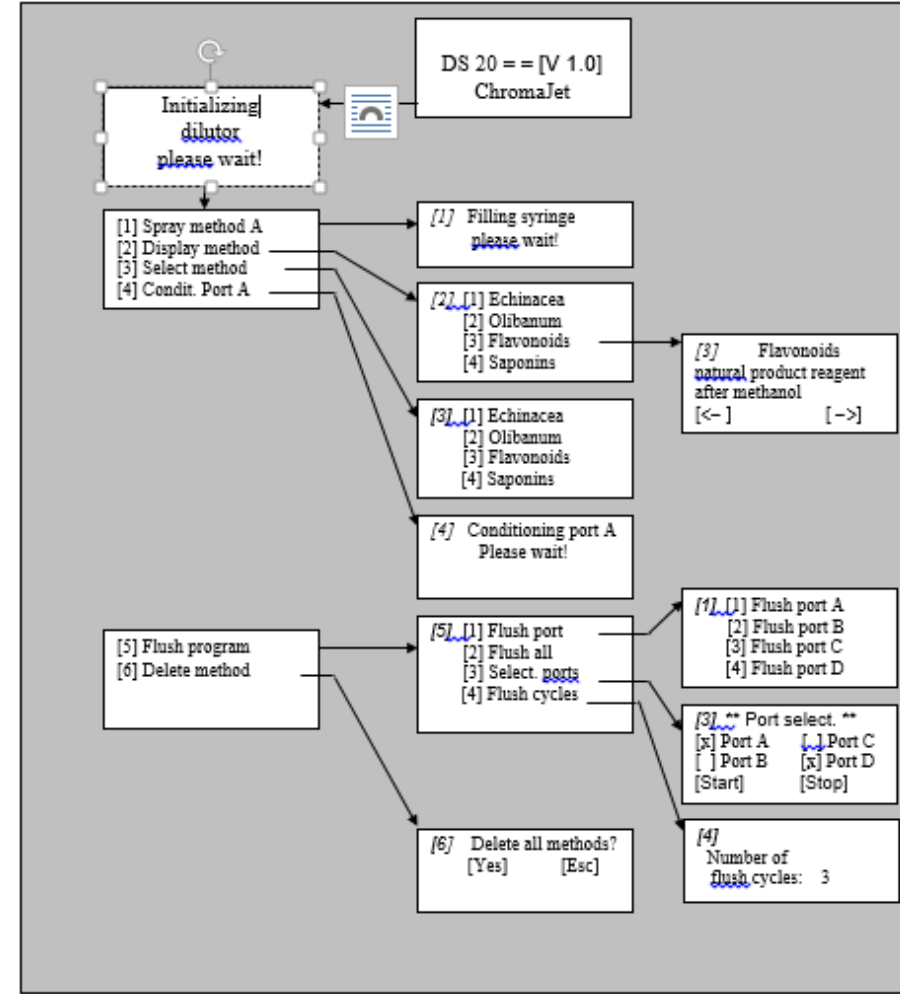 DS 20 = = [V 1.0]
ChromaJet
Initializing
dilutor
please wait!
[1] Spray method A
[2] Display method
[3] Select method
[4] Condit. Port A
[1] Filling syringe
please wait!
[2] [1] Echinacea
[2] Olibanum
[3] Flavonoids
[4] Saponins
[3] Flavonoids
natural product reagent
after methanol
[<– ] [ –>]
[3] [1] Echinacea
[2] Olibanum
[3] Flavonoids
[4] Saponins
[4] Conditioning port A
Please wait!
[5] Flush program
[6] Delete method
[5] [1] Flush port
[2] Flush all
[3] Select. ports
[4] Flush cycles
[1] [1] Flush port A
[2] Flush port B
[3] Flush port C
[4] Flush port D
[3] ** Port select. **
[x] Port A [ ] Port C
[ ] Port B [x] Port D
[Start] [Stop]
[6] Delete all methods?
[Yes] [Esc]
[4]
Number of
flush cycles: 3